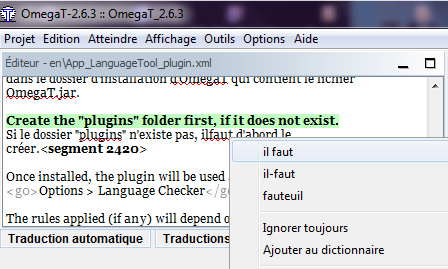 OmegaT-2.6.3 :: OmegaT
Projet Edition Atteindre Affichage Outils Options Aide
Éditeur - en\App_LanguageTool_plugin.xml
dans le dossier d'installation d'OmegaT qui contient le fichier
OmegaT.jar.
Create the "plugins" folder first, if it does not exist.
Si le dossier "plugins" n'existe pas, ilfaut d'abord le
créer.<segment 2420>
il faut
il-faut
fauteuil
Ignorer toujours
Ajouter au dictionnaire
Once installed, the plugin will be used
<go>Options > Language Checker</
The rules applied (if any) will depend o
Traduction automatique Traductions